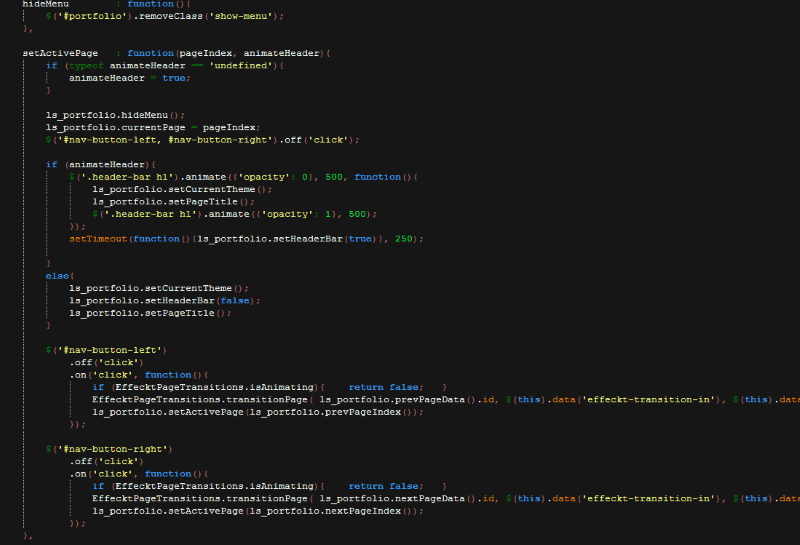 hideMenu : function(){
$('#portfolio').removeClass('show-menu');
},
setActivePage : function(pageIndex, animateHeader){
if (typeof animateHeader == 'undefined'){
animateHeader = true;
}
ls_portfolio.hideMenu();
ls_portfolio.currentPage = pageIndex;
$('#nav-button-left, #nav-button-right').off('click');
if (animateHeader){
$('.header-bar h1').animate({'opacity': 0}, 500, function(){
ls_portfolio.setCurrentTheme();
ls_portfolio.setPageTitle();
$('.header-bar h1').animate({'opacity': 1}, 500);
});
setTimeout(function(){ls_portfolio.setHeaderBar(true)}, 250);
}
else{
ls_portfolio.setCurrentTheme();
ls_portfolio.setHeaderBar(false);
ls_portfolio.setPageTitle();
}
$('#nav-button-left')
.off('click')
.on('click', function(){
if (EffecktPageTransitions.isAnimating){ return false; }
EffecktPageTransitions.transitionPage( ls_portfolio.prevPageData().id, $(this).data('effeckt-transition-in'), $(this).data
ls_portfolio.setActivePage(ls_portfolio.prevPageIndex());
});
$('#nav-button-right')
.off('click')
.on('click', function(){
if (EffecktPageTransitions.isAnimating){ return false; }
EffecktPageTransitions.transitionPage( ls_portfolio.nextPageData().id, $(this).data('effeckt-transition-in'), $(this).data
ls_portfolio.setActivePage(ls_portfolio.nextPageIndex());
});
},